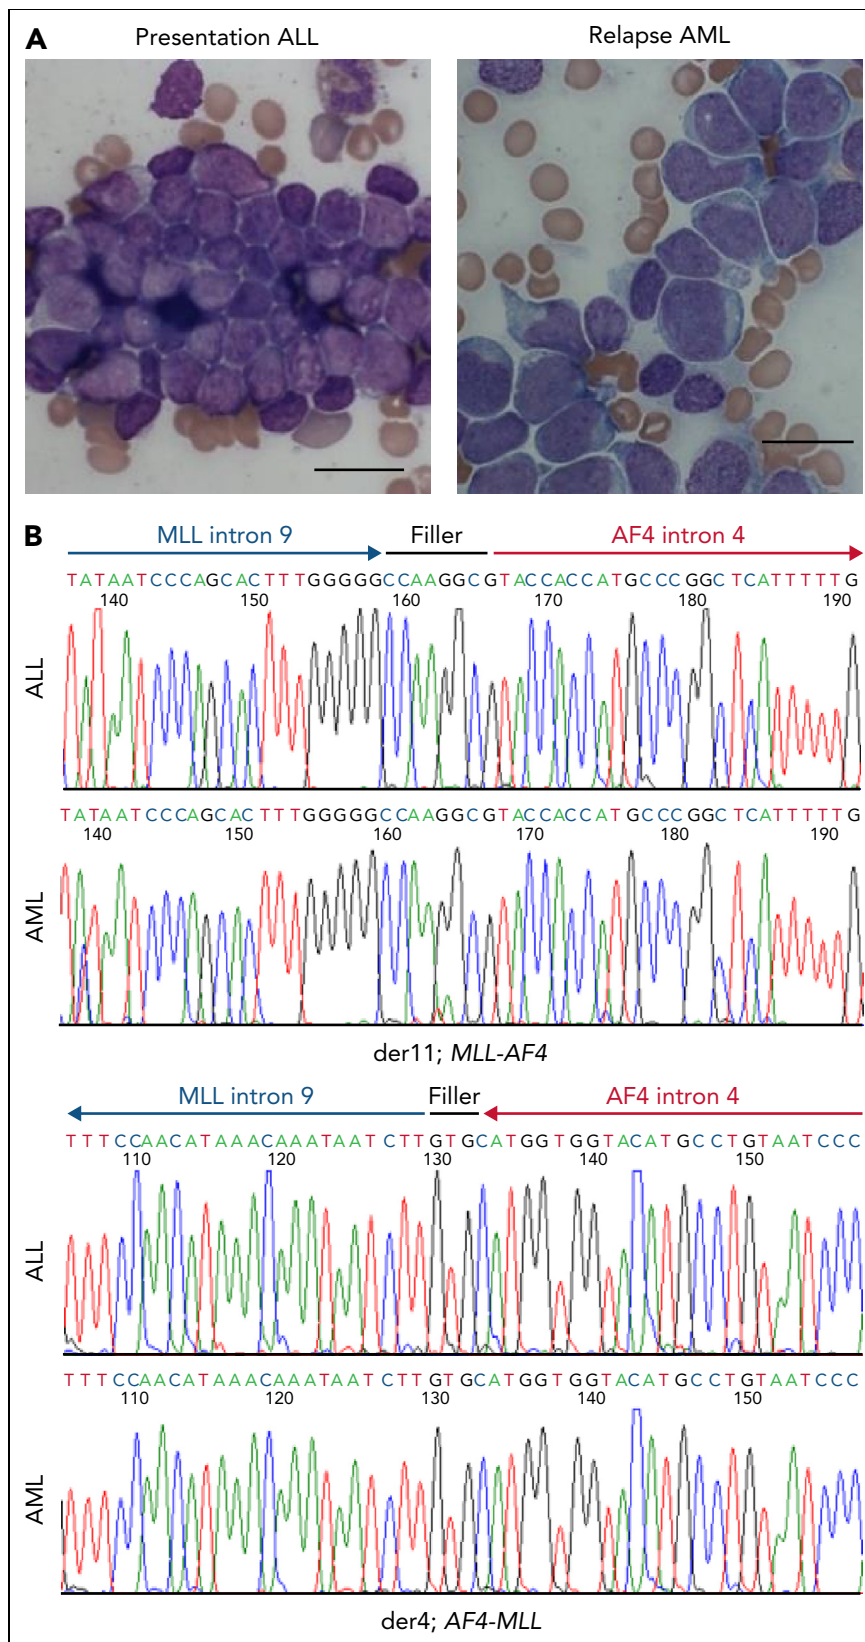 A
Presentation ALL
Relapse AML
B
MLL intron 9
Filler
AF4 intron 4
TATAATCCCAGCACTTTGGGGGCCAAGGCGTACCACCATGCCCGGCTCATTTTTG
140 150 160 170 180 190
ALL
TATAATCCCAGCACTTTGGGGGCCAAGGCGTACCACCATGCCCGGCTCATTTTTG
140 150 160 170 180 190
AML
der11; MLL-AF4
MLL intron 9
Filler
AF4 intron 4
TTTCCAACATAAACAAATAATCTTGTGCATGGTGGTACATGCCTGTAATCCC
110 120 130 140 150
ALL
TTTCCAACATAAACAAATAATCTTGTGCATGGTGGTACATGCCTGTAATCCC
110 120 130 140 150
AML
der4; AF4-MLL